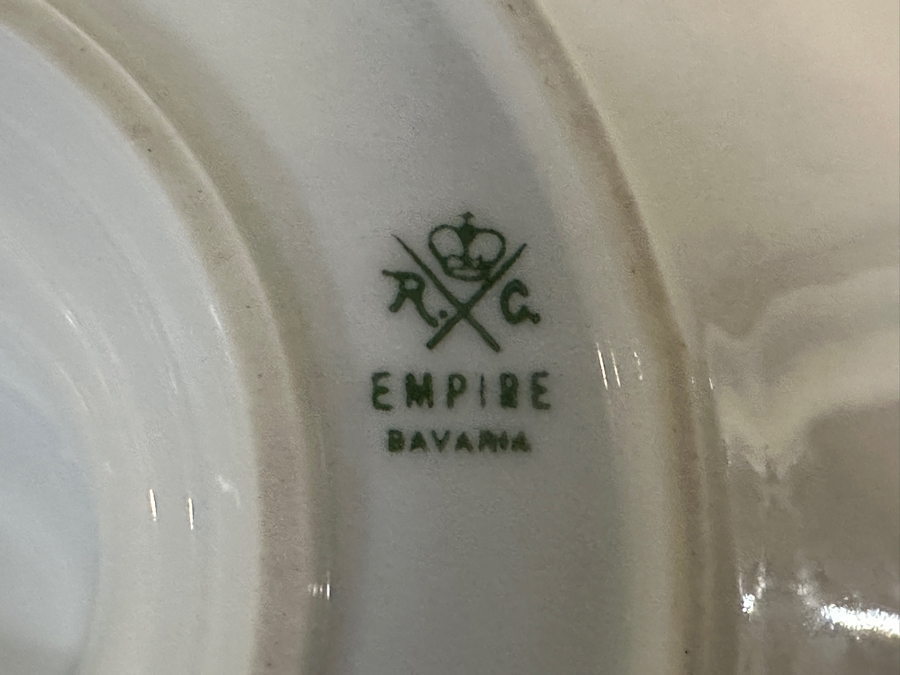 R. G.
EMPIRE
BAVARIA